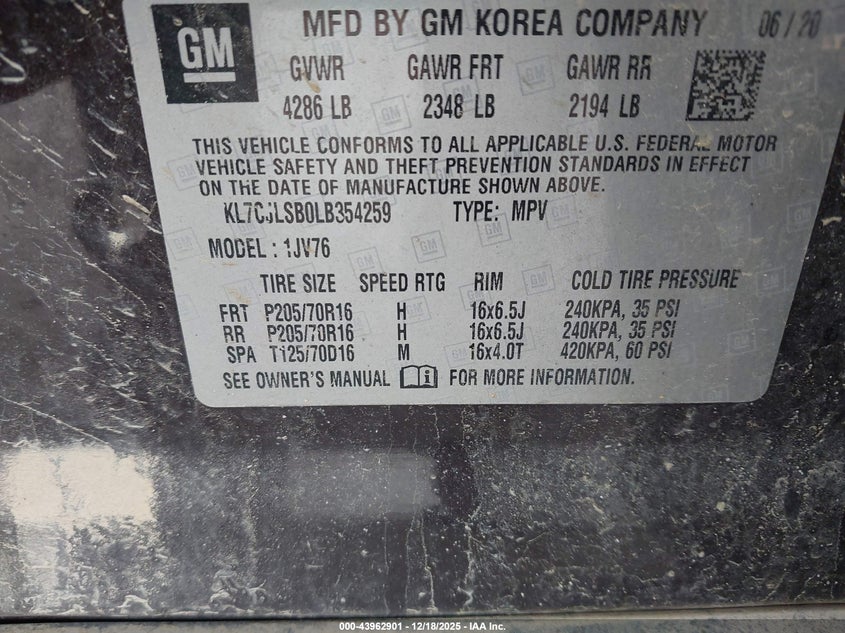 GM
MFD BY GM KOREA COMPANY 06/20
GVWR GAWR FRT GAWR RR
4286 LB 2348 LB 2194 LB
THIS VEHICLE CONFORMS TO ALL APPLICABLE U.S. FEDERAL MOTOR
VEHICLE SAFETY AND THEFT PREVENTION STANDARDS IN EFFECT
ON THE DATE OF MANUFACTURE SHOWN ABOVE.
KL7CJLSB0LB354259 TYPE: MPV
MODEL : 1JV76
TIRE SIZE SPEED RTG RIM COLD TIRE PRESSURE
FRT P205/70R16 H 16x6.5J 240KPA, 35 PSI
RR P205/70R16 H 16x6.5J 240KPA, 35 PSI
SPA T125/70D16 M 16x4.0T 420KPA, 60 PSI
SEE OWNER'S MANUAL FOR MORE INFORMATION.
000-43962901 - 12/18/2025 - IAA Inc.